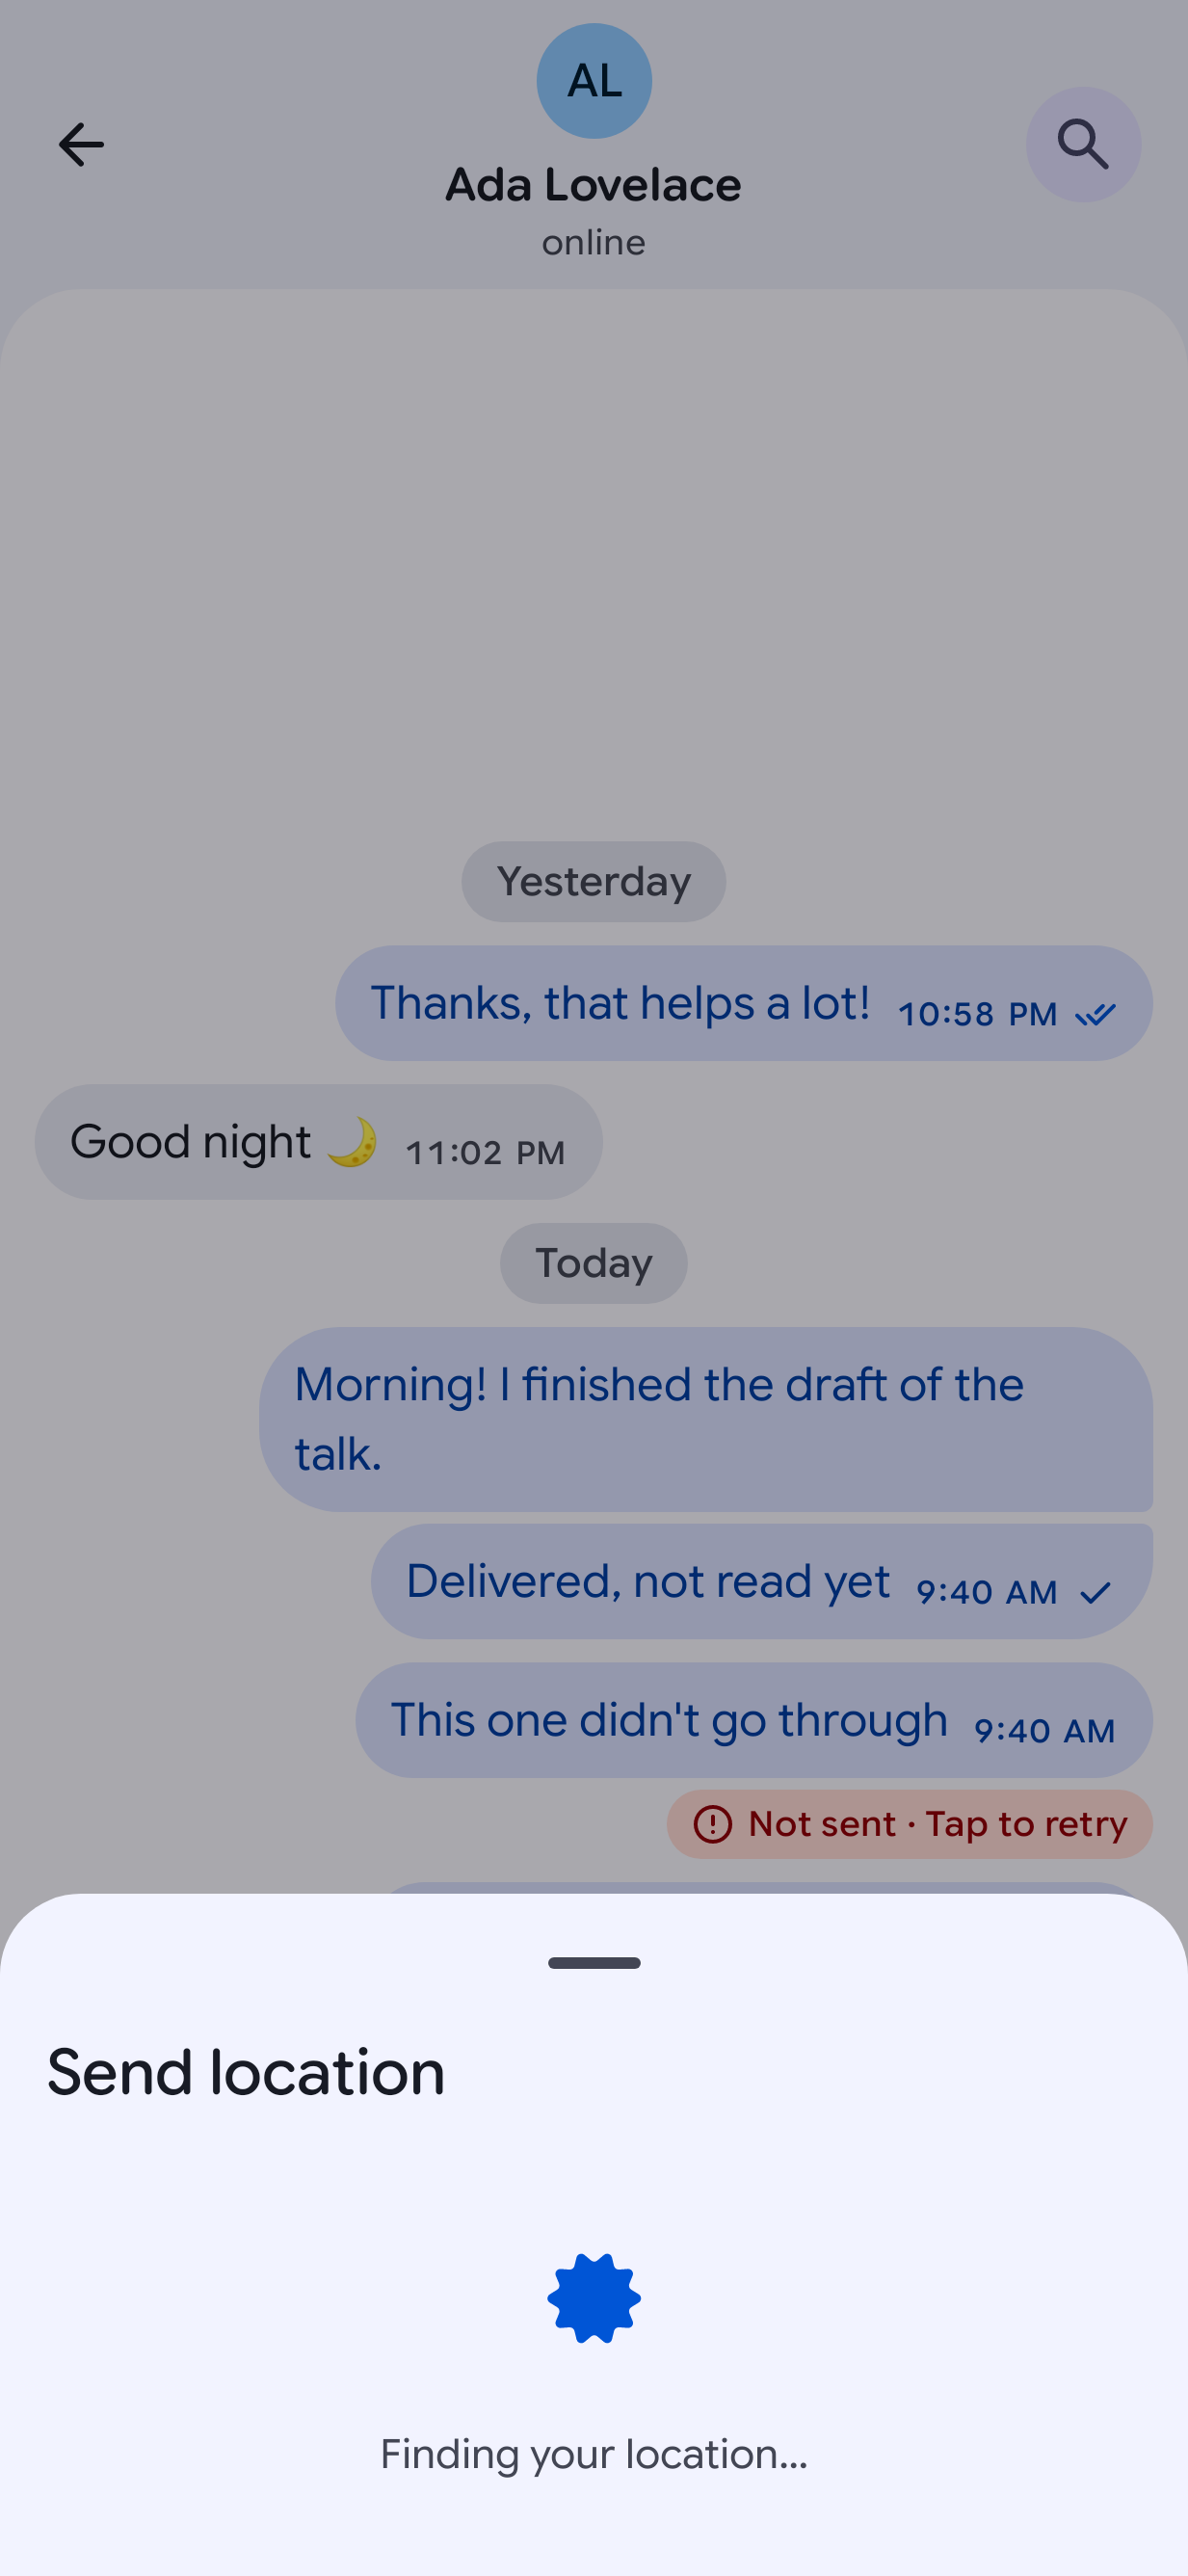 AL
Ada Lovelace
online
Yesterday
Thanks, that helps a lot! 10:58 PM
Good night 🌙 11:02 PM
Today
Morning! I finished the draft of the
talk.
Delivered, not read yet 9:40 AM
This one didn't go through 9:40 AM
Not sent · Tap to retry
Send location
Finding your location...